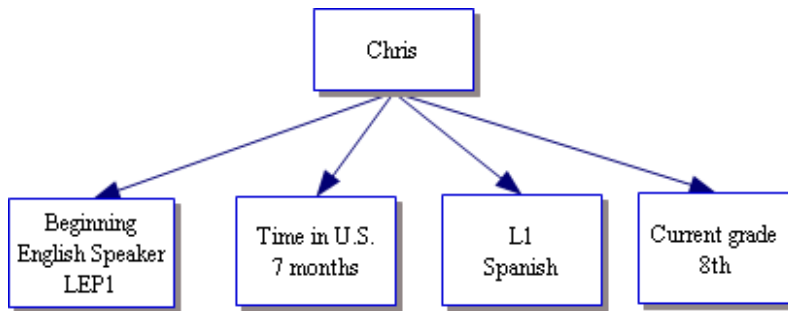 Chris
Beginning
English Speaker
LEP1
Time in U.S.
7 months
L1
Spanish
Current grade
8th